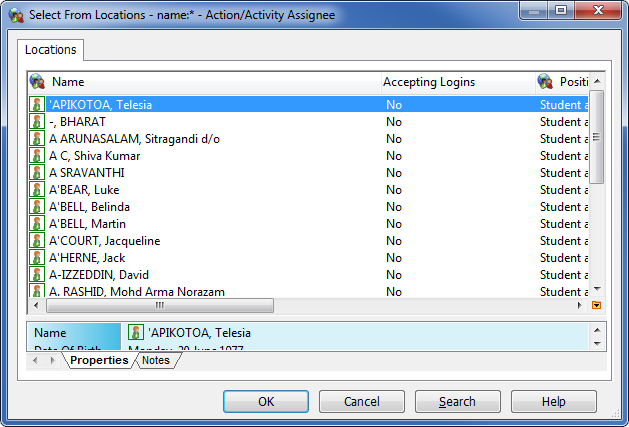 Select From Locations - name:* - Action/Activity Assignee
Locations
Name Accepting Logins Positi
'APIKOTOA, Telesia No Student a
-, BHARAT No Student a
A ARUNASALAM, Sitragandi d/o No Student a
A C, Shiva Kumar No Student a
A SRAVANTHI No Student a
A'BEAR, Luke No Student a
A'BELL, Belinda No Student a
A'BELL, Martin No Student a
A'COURT, Jacqueline No Student a
A'HERNE, Jack No Student a
A-IZZEDDIN, David No Student a
A. RASHID, Mohd Arma Norazam No Student a
Name 'APIKOTOA, Telesia
Date Of Birth Monday, 20 June 1977
Properties Notes
OK Cancel Search Help